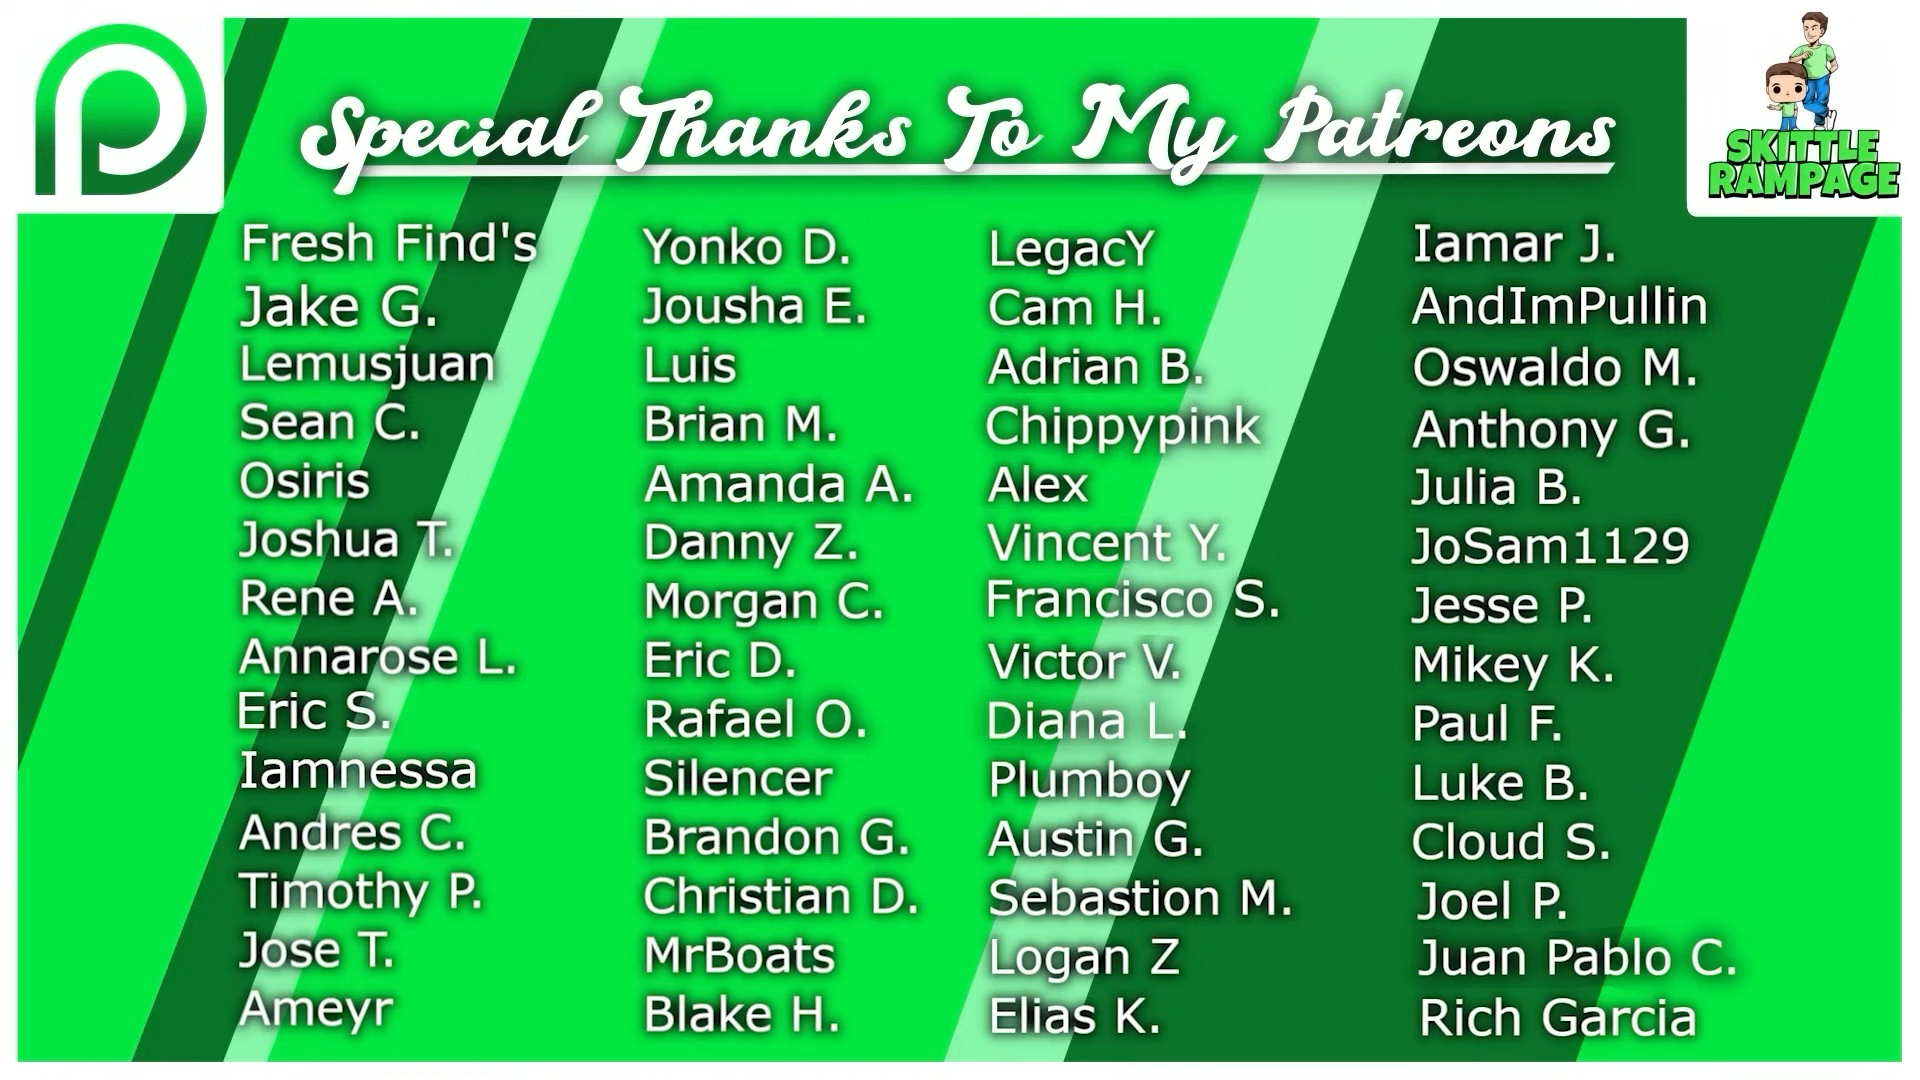 Special Thanks To My Patreons
SKITTLE
RAMPAGE
Fresh Find's
Jake G.
Lemusjuan
Sean C.
Osiris
Joshua T.
Rene A.
Annarose L.
Eric S.
Iamnessa
Andres C.
Timothy P.
Jose T.
Ameyr
Yonko D.
Jousha E.
Luis
Brian M.
Amanda A.
Danny Z.
Morgan C.
Eric D.
Rafael O.
Silencer
Brandon G.
Christian D.
MrBoats
Blake H.
LegacY
Cam H.
Adrian B.
Chippypink
Alex
Vincent Y.
Francisco S.
Victor V.
Diana L.
Plumboy
Austin G.
Sebastion M.
Logan Z
Elias K.
Iamar J.
AndImPullin
Oswaldo M.
Anthony G.
Julia B.
JoSam1129
Jesse P.
Mikey K.
Paul F.
Luke B.
Cloud S.
Joel P.
Juan Pablo C.
Rich Garcia